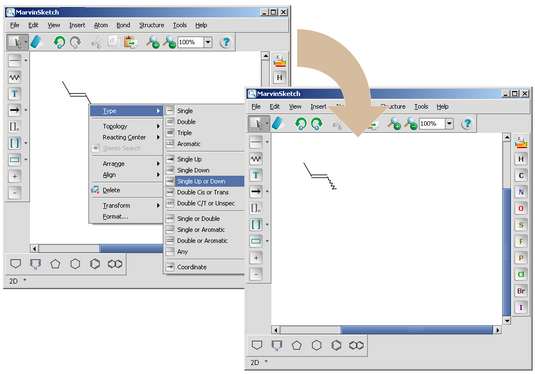 MarvinSketch
File Edit View Insert Atom Bond Structure Tools Help
100%
H
T
Type
Topology
Reacting Center
Stereo Search
Arrange
Align
Delete
Transform
Format...
Single
Double
Triple
Aromatic
Single Up
Single Down
Single Up or Down
Double Cis or Trans
Double C/T or Unspec
Single or Double
Single or Aromatic
Double or Aromatic
Any
Coordinate
2D *
MarvinSketch
File Edit View Insert Structure Tools Help
100%
T
H
C
N
O
S
F
P
Cl
Br
I
2D *